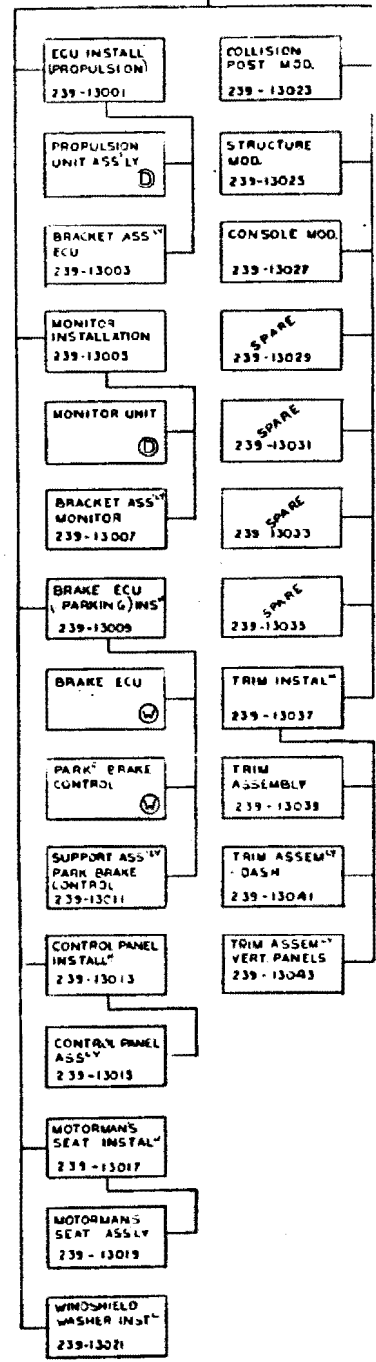 ECU INSTALL
(PROPULSION)
239-13001
PROPULSION
UNIT ASS'LY
D
BRACKET ASS'LY
ECU
239-13003
MONITOR
INSTALLATION
239-13005
MONITOR UNIT
D
BRACKET ASS'LY
MONITOR
239-13007
BRAKE ECU
(PARKING) INS'N
239-13009
BRAKE ECU
W
PARK'G BRAKE
CONTROL
W
SUPPORT ASS'LY
PARK BRAKE
CONTROL
239-13011
CONTROL PANEL
INSTALL'N
239-13013
CONTROL PANEL
ASS'LY
239-13015
MOTORMAN'S
SEAT INSTAL'N
239-13017
MOTORMAN'S
SEAT ASS'LY
239-13019
WINDSHIELD
WASHER INST'L
239-13021
COLLISION
POST MOD.
239-13023
STRUCTURE
MOD.
239-13025
CONSOLE MOD.
239-13027
SPARE
239-13029
SPARE
239-13031
SPARE
239-13033
SPARE
239-13035
TRIM INSTAL'N
239-13037
TRIM
ASSEMBLY
239-13039
TRIM ASSEM'LY
-DASH
239-13041
TRIM ASSEM'LY
VERT. PANELS
239-13043